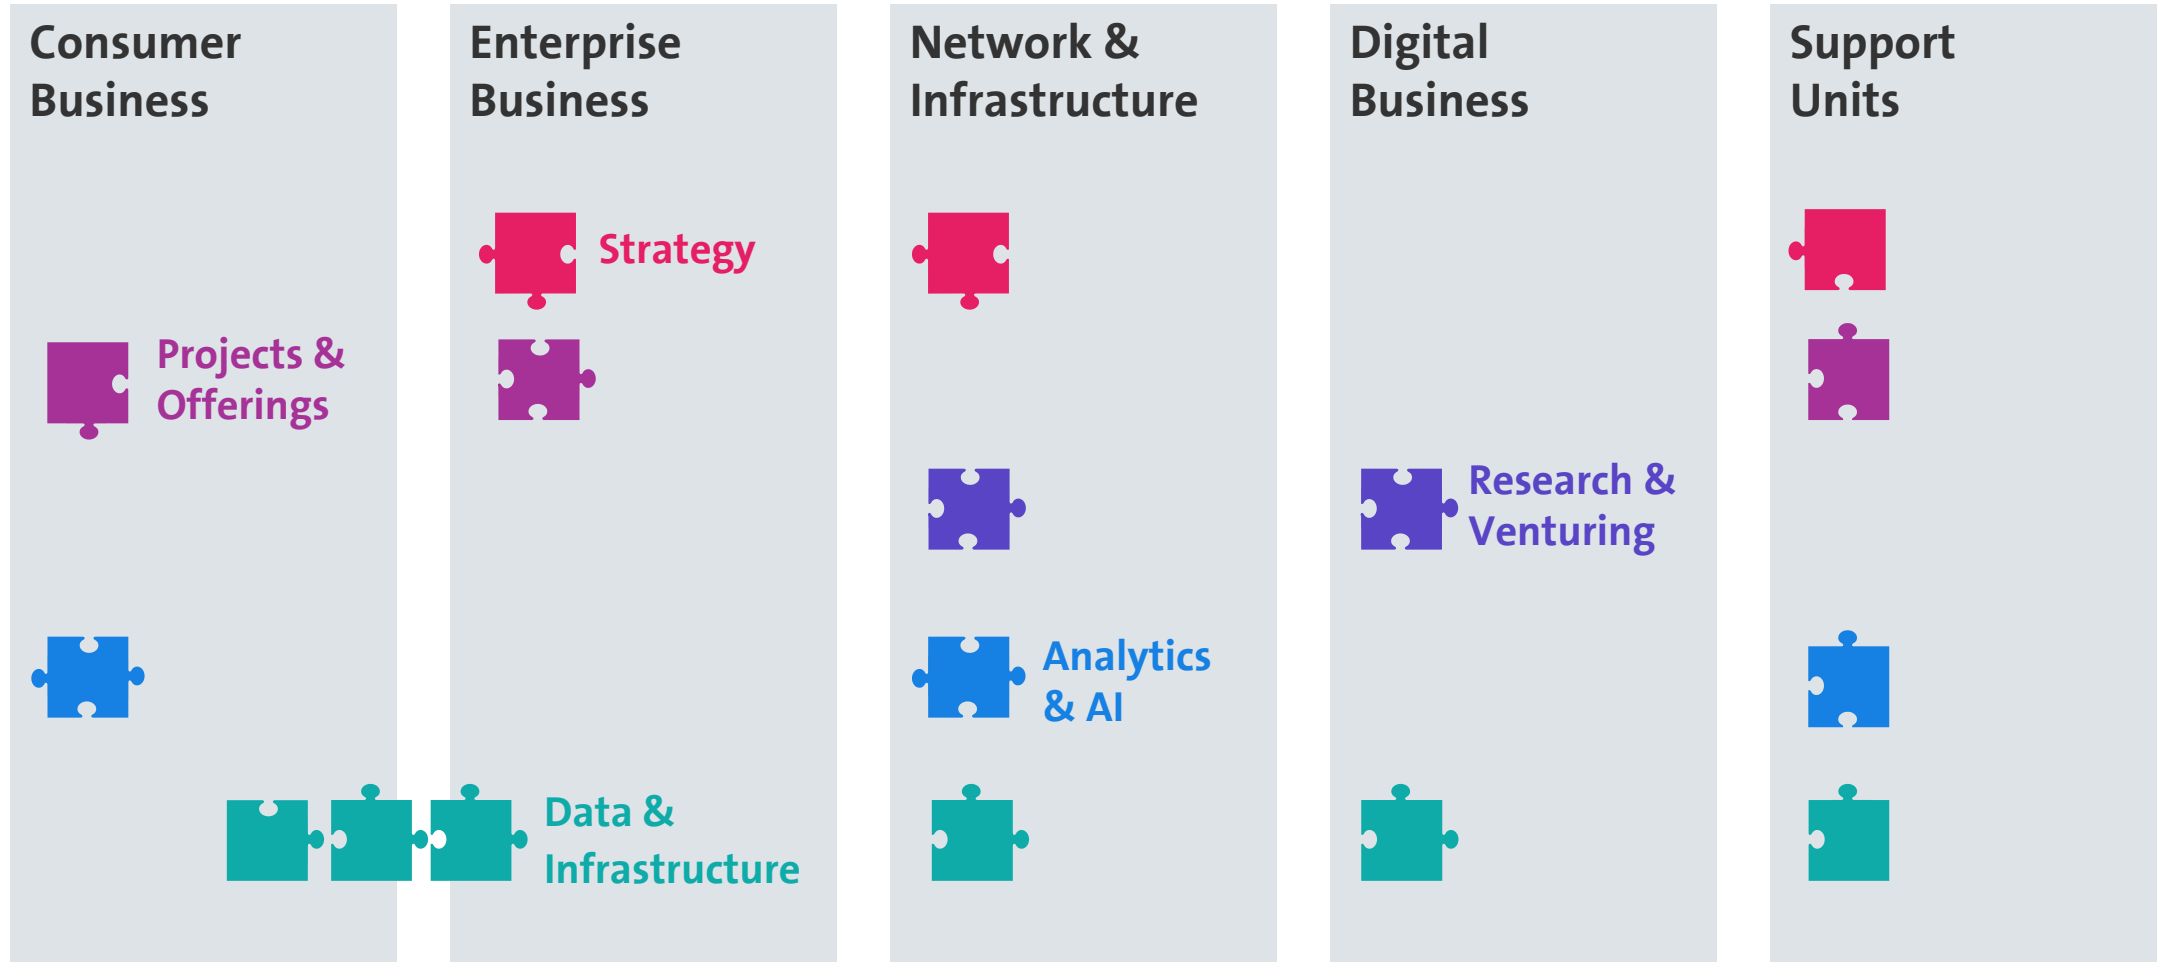 Consumer
Business
Enterprise
Business
Network &
Infrastructure
Digital
Business
Support
Units
Strategy
Projects &
Offerings
Research &
Venturing
Analytics
& AI
Data &
Infrastructure